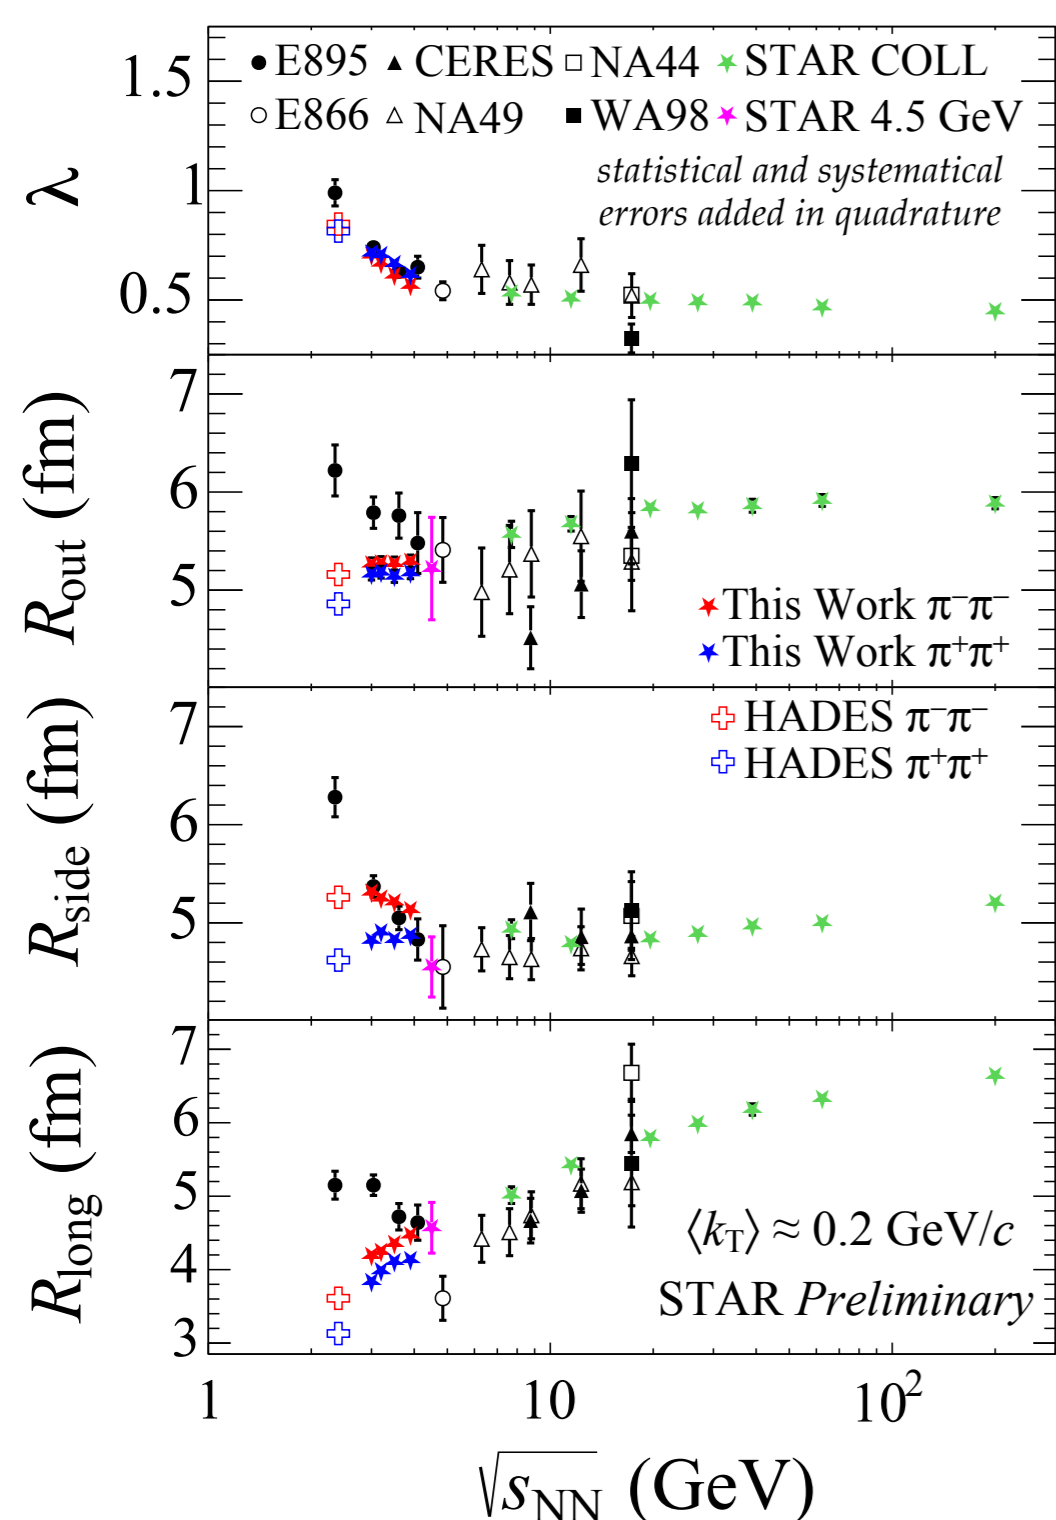 ● E895 ▲ CERES □ NA44 ★ STAR COLL
○ E866 △ NA49 ■ WA98 ★ STAR 4.5 GeV
statistical and systematical
errors added in quadrature
λ
1.5
1
0.5
R_out (fm)
7
6
5
This Work π⁻π⁻
This Work π⁺π⁺
R_side (fm)
7
6
5
HADES π⁻π⁻
HADES π⁺π⁺
R_long (fm)
7
6
5
4
3
⟨k_T⟩ ≈ 0.2 GeV/c
STAR Preliminary
1 10 10²
√s_NN (GeV)